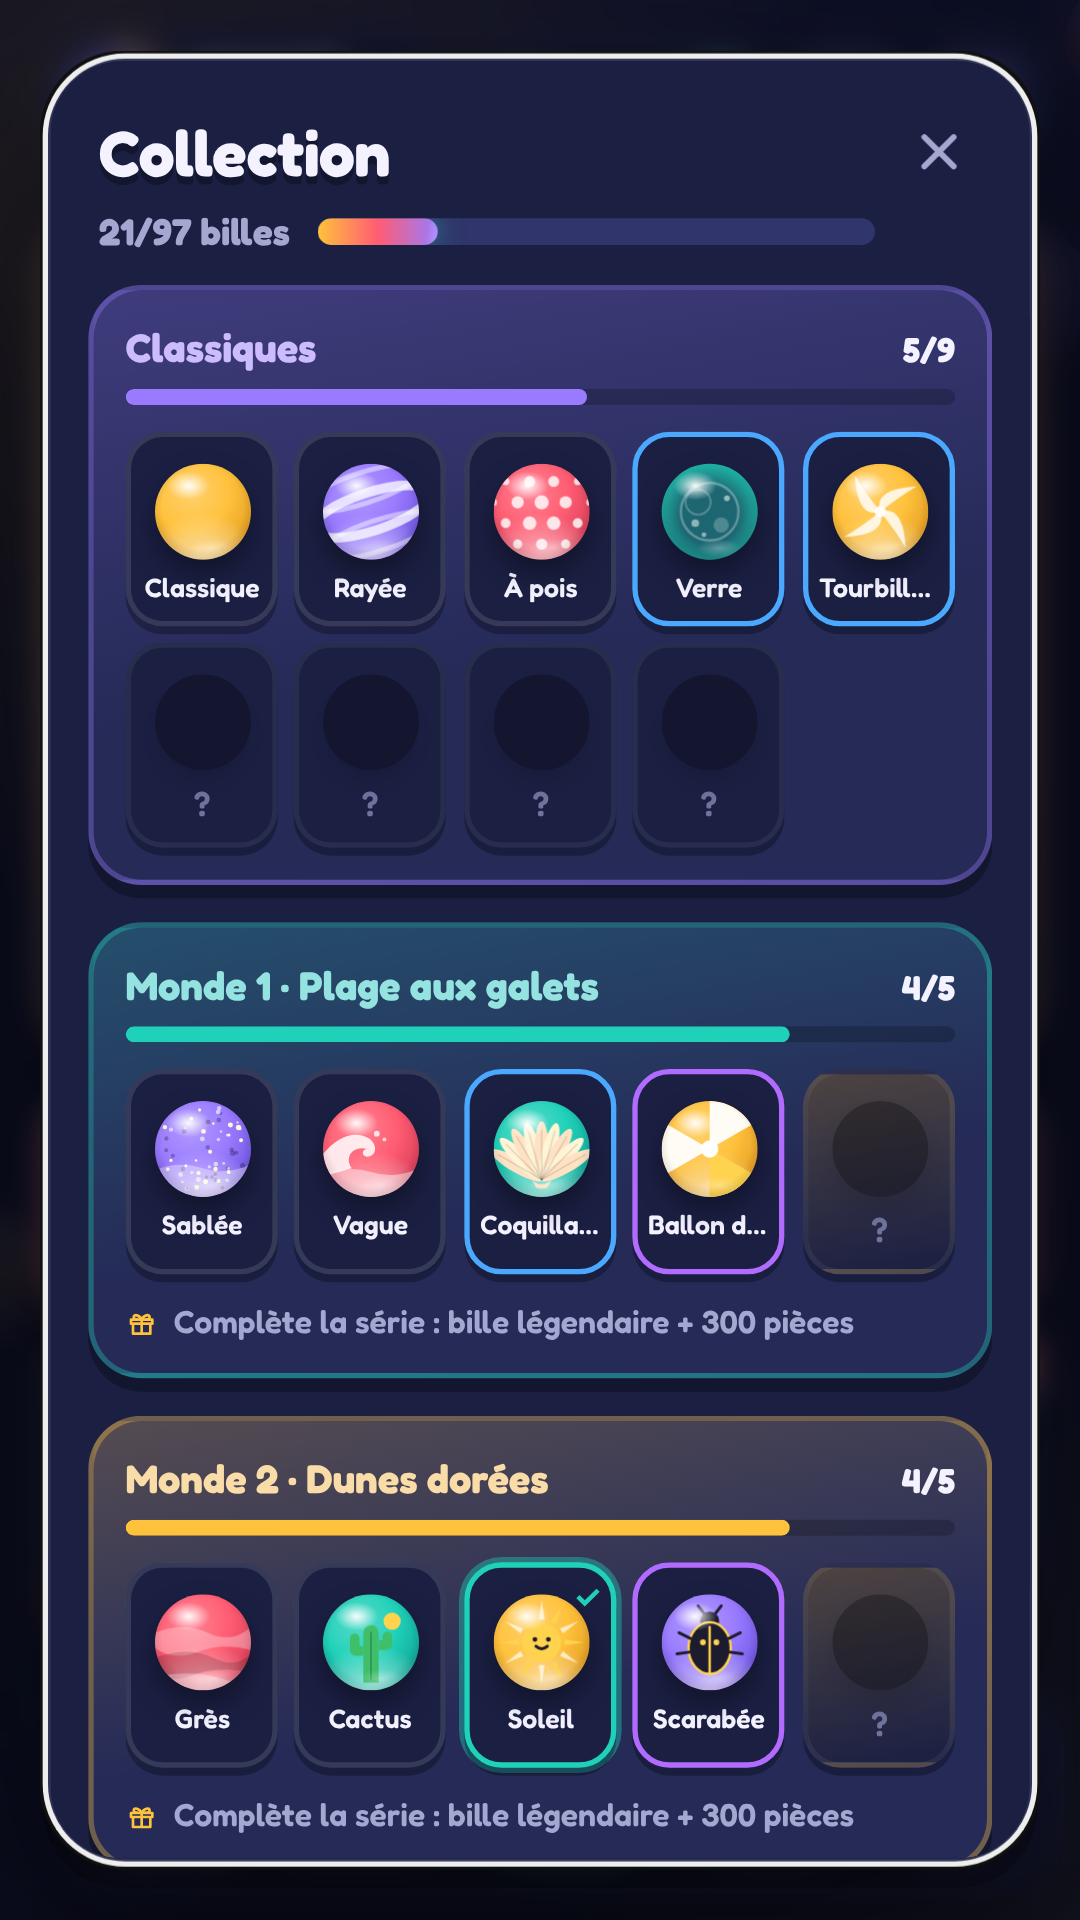 Collection
21/97 billes
Classiques 5/9
Classique Rayée À pois Verre Tourbill...
? ? ? ?
Monde 1 · Plage aux galets 4/5
Sablée Vague Coquilla... Ballon d... ?
Complète la série : bille légendaire + 300 pièces
Monde 2 · Dunes dorées 4/5
Grès Cactus Soleil Scarabée ?
Complète la série : bille légendaire + 300 pièces